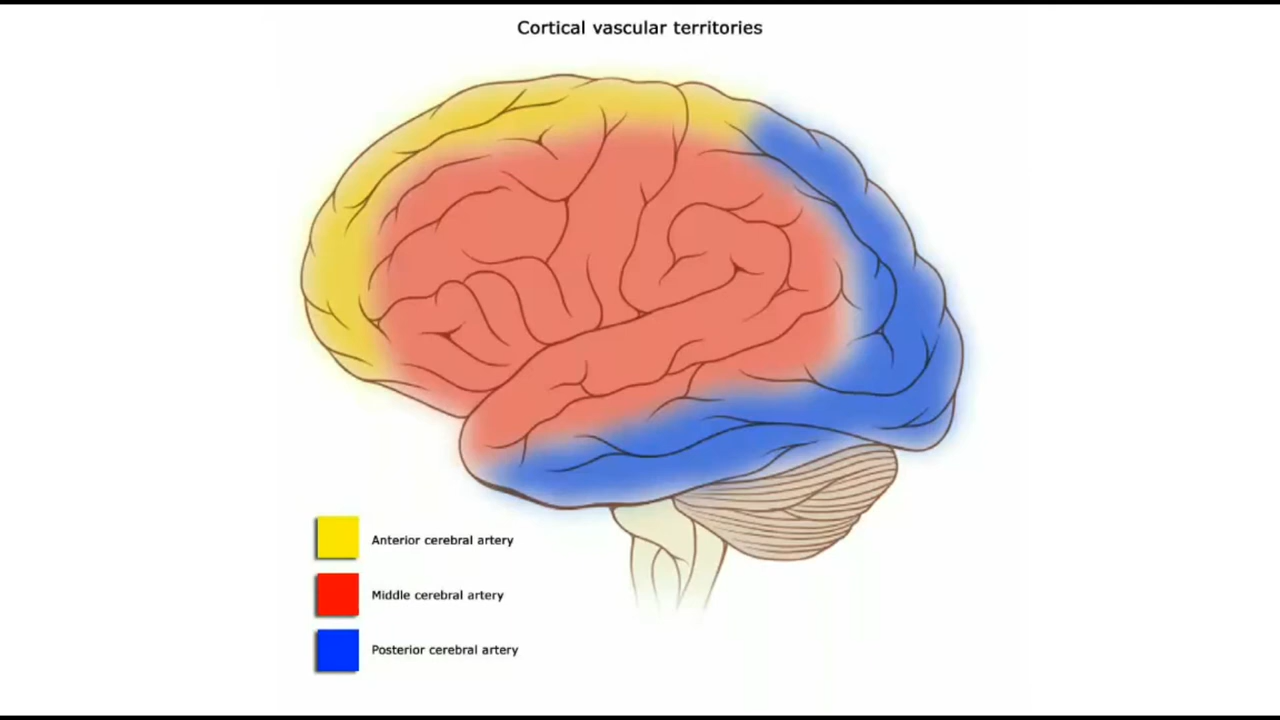 Cortical vascular territories
Anterior cerebral artery
Middle cerebral artery
Posterior cerebral artery